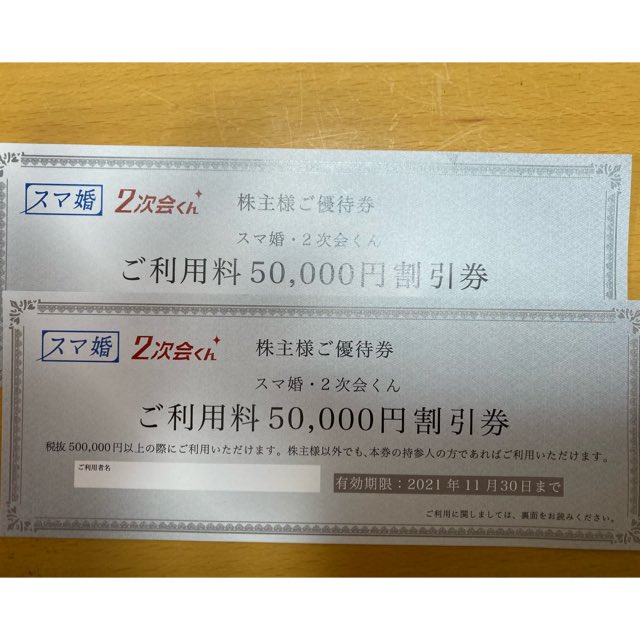 スマ婚 2次会くん 株主様ご優待券
スマ婚・2次会くん
ご利用料50,000円割引券
スマ婚 2次会くん 株主様ご優待券
スマ婚・2次会くん
ご利用料50,000円割引券
税抜500,000円以上の際にご利用いただけます。株主様以外でも、本券の持参人の方であればご利用いただけます。
ご利用者名
有効期限：2021年11月30日まで
ご利用に関しましては、裏面をお読みください。